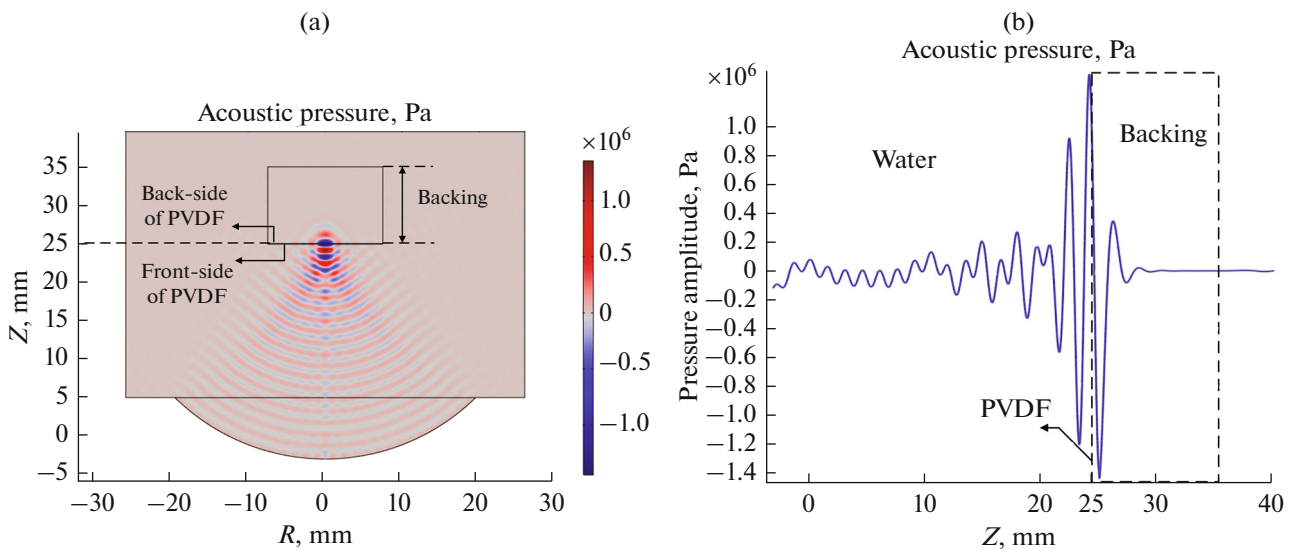 (a)
Acoustic pressure, Pa
×10⁶
35
30
25
20
15
10
5
0
−5
Z, mm
Back-side
of PVDF
Front-side
of PVDF
Backing
1.0
0.5
0
−0.5
−1.0
−30
−20
−10
0
10
20
30
R, mm
(b)
Acoustic pressure, Pa
×10⁶
1.0
0.8
0.6
0.4
0.2
0
−0.2
−0.4
−0.6
−0.8
−1.0
−1.2
−1.4
Pressure amplitude, Pa
Water
Backing
PVDF
0
10
20
25
30
40
Z, mm